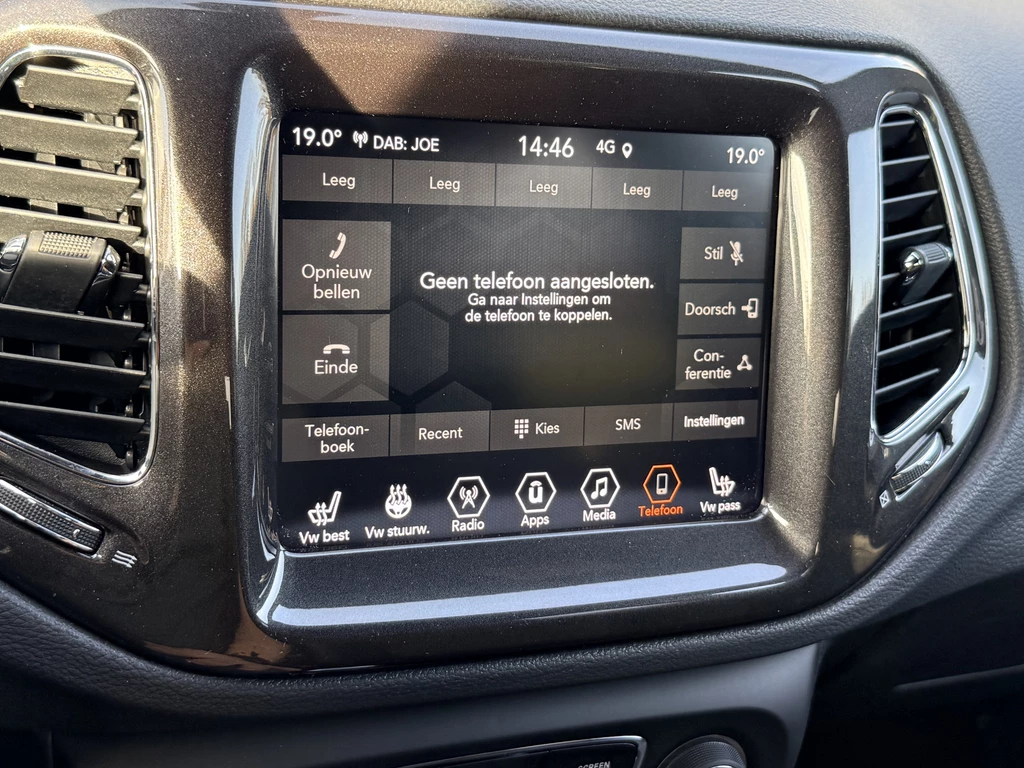 19.0° DAB: JOE 14:46 4G 19.0°
Leeg Leeg Leeg Leeg Leeg
Opnieuw
bellen
Geen telefoon aangesloten.
Ga naar Instellingen om
de telefoon te koppelen.
Stil
Doorsch
Einde
Con-
ferentie
Telefoon-
boek
Recent
Kies
SMS
Instellingen
Vw best
Vw stuurw.
Radio
ū
Apps
Media
Telefoon
Vw pass
SCREEN